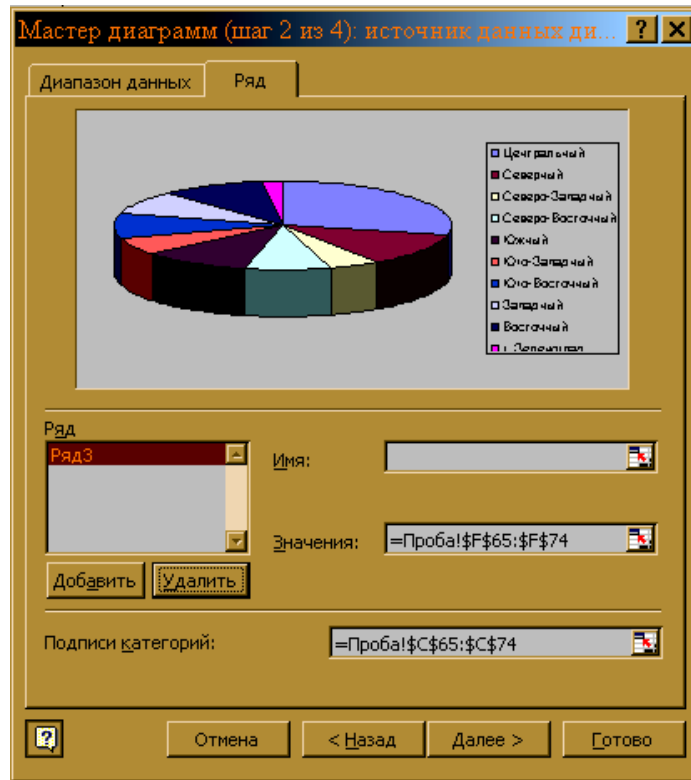 Мастер диаграмм (шаг 2 из 4): источник данных ди...
Диапазон данных
Ряд
Центральный
Северный
Северо-Западный
Северо-Восточный
Южный
Юго-Западный
Юго-Восточный
Западный
Восточный
г. Зеленоград
Ряд
Ряд3
Имя:
Значения:
=Проба!$F$65:$F$74
Добавить
Удалить
Подписи категорий:
=Проба!$C$65:$C$74
Отмена
< Назад
Далее >
Готово